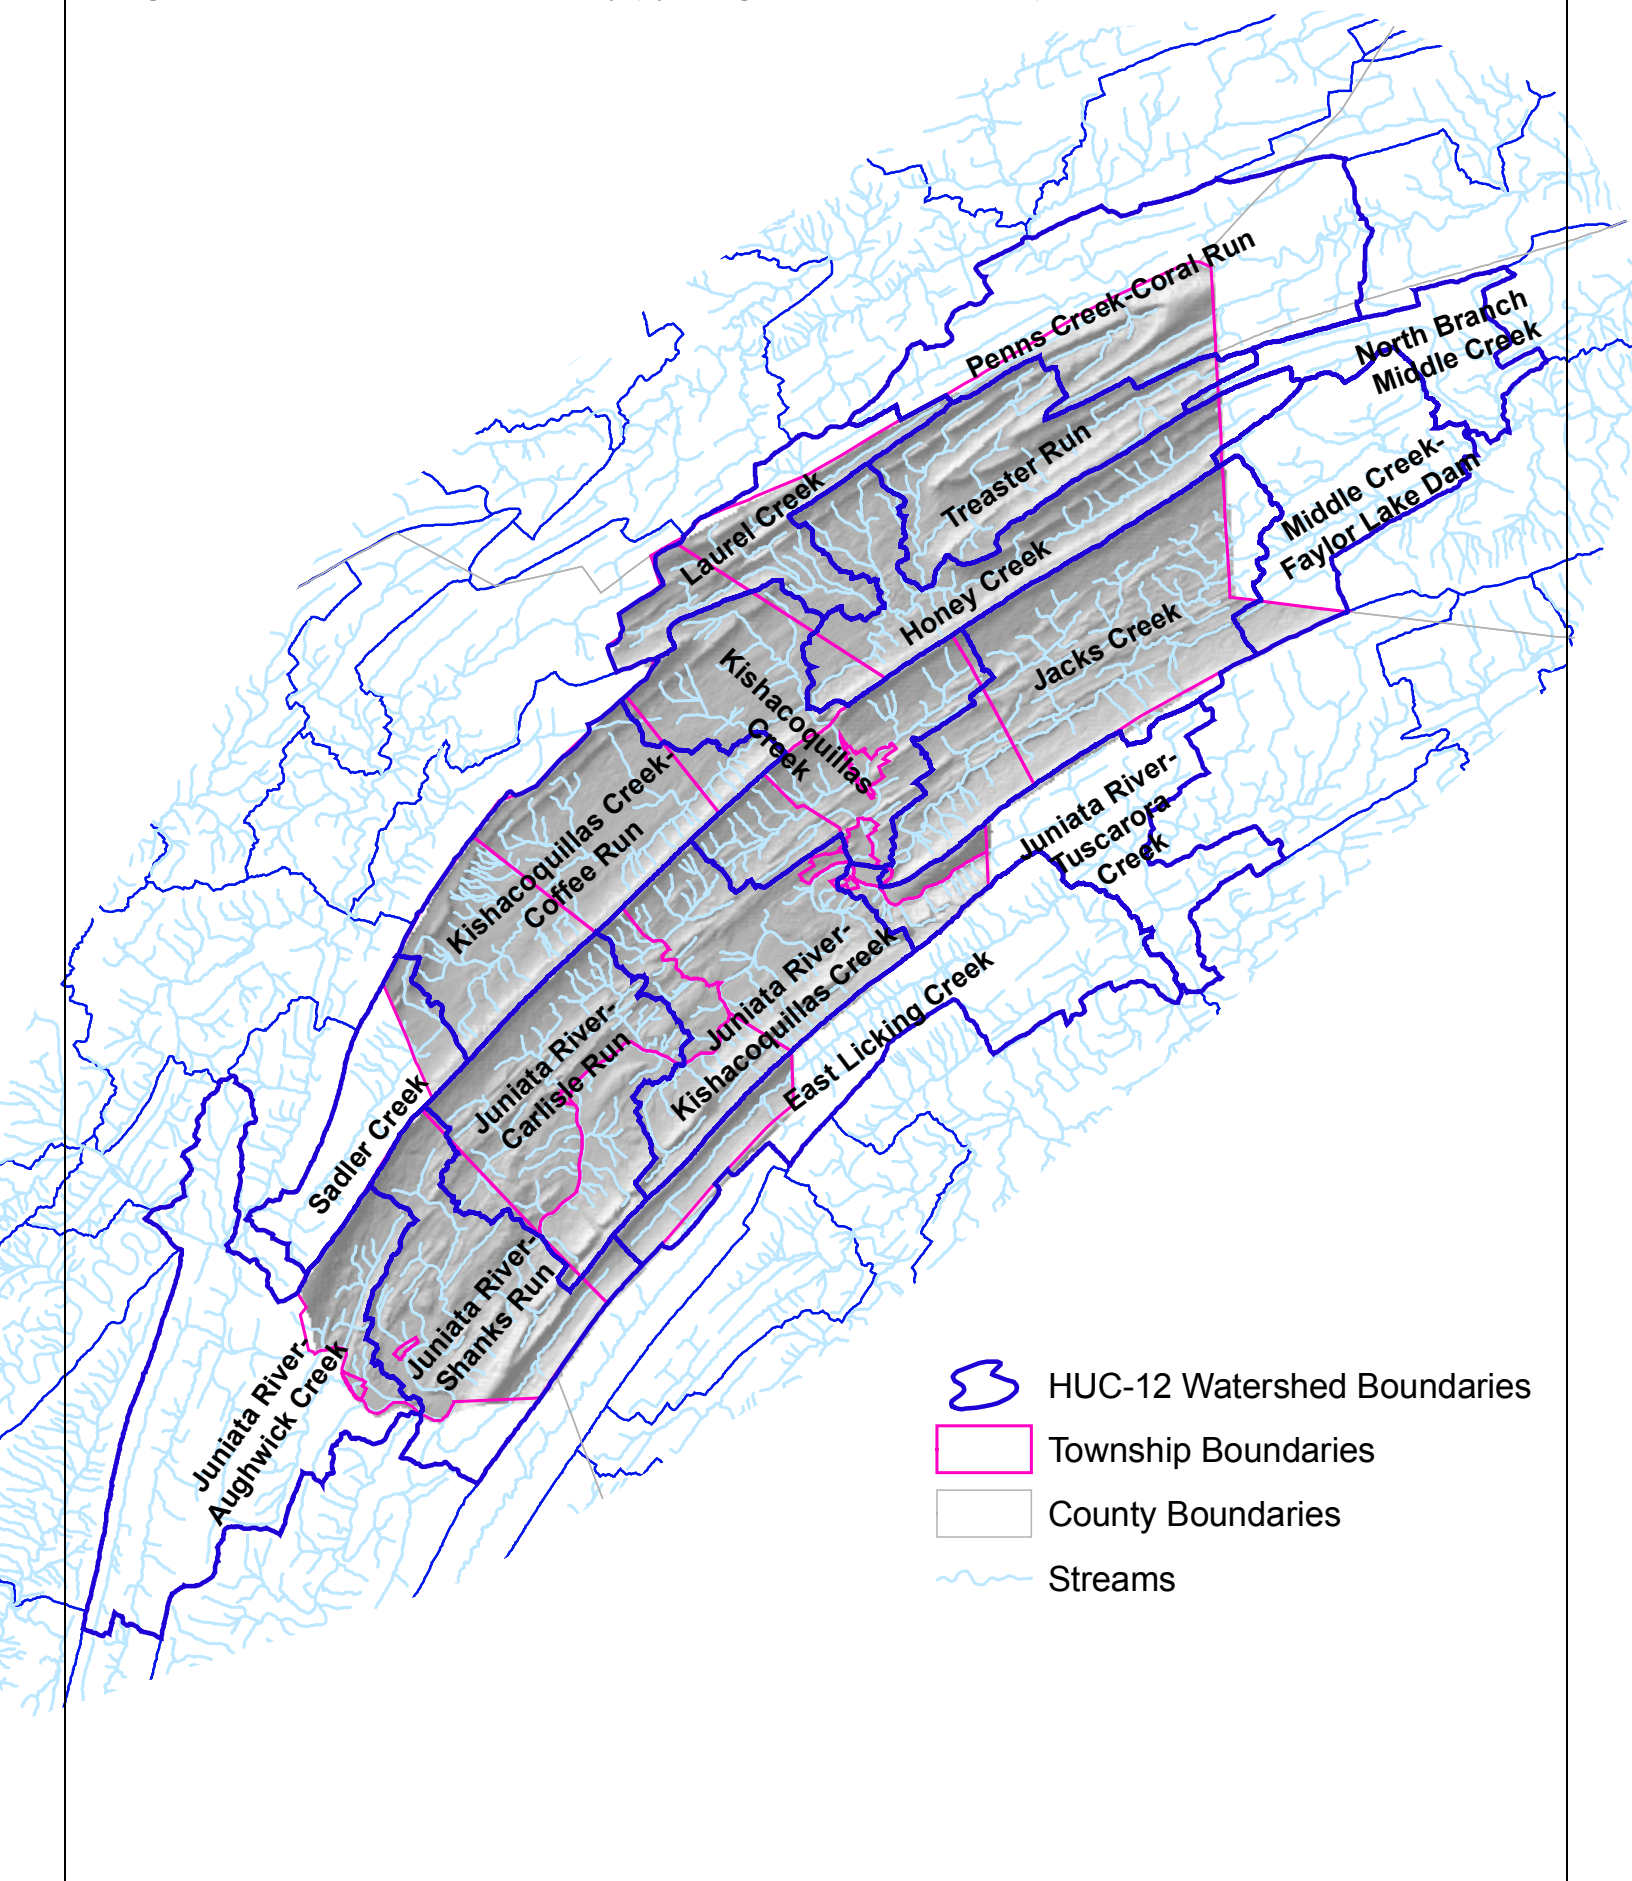 Penns Creek-Coral Run
North Branch
Middle Creek
Middle Creek-
Faylor Lake Dam
Treaster Run
Laurel Creek
Honey Creek
Jacks Creek
Kishacoquillas
Creek
Kishacoquillas Creek-
Coffee Run
Juniata River-
Tuscarora
Creek
Juniata River-
Kishacoquillas Creek
East Licking Creek
Juniata River-
Carlisle Run
Sadler Creek
Juniata River-
Shanks Run
Juniata River-
Aughwick Creek
HUC-12 Watershed Boundaries
Township Boundaries
County Boundaries
Streams